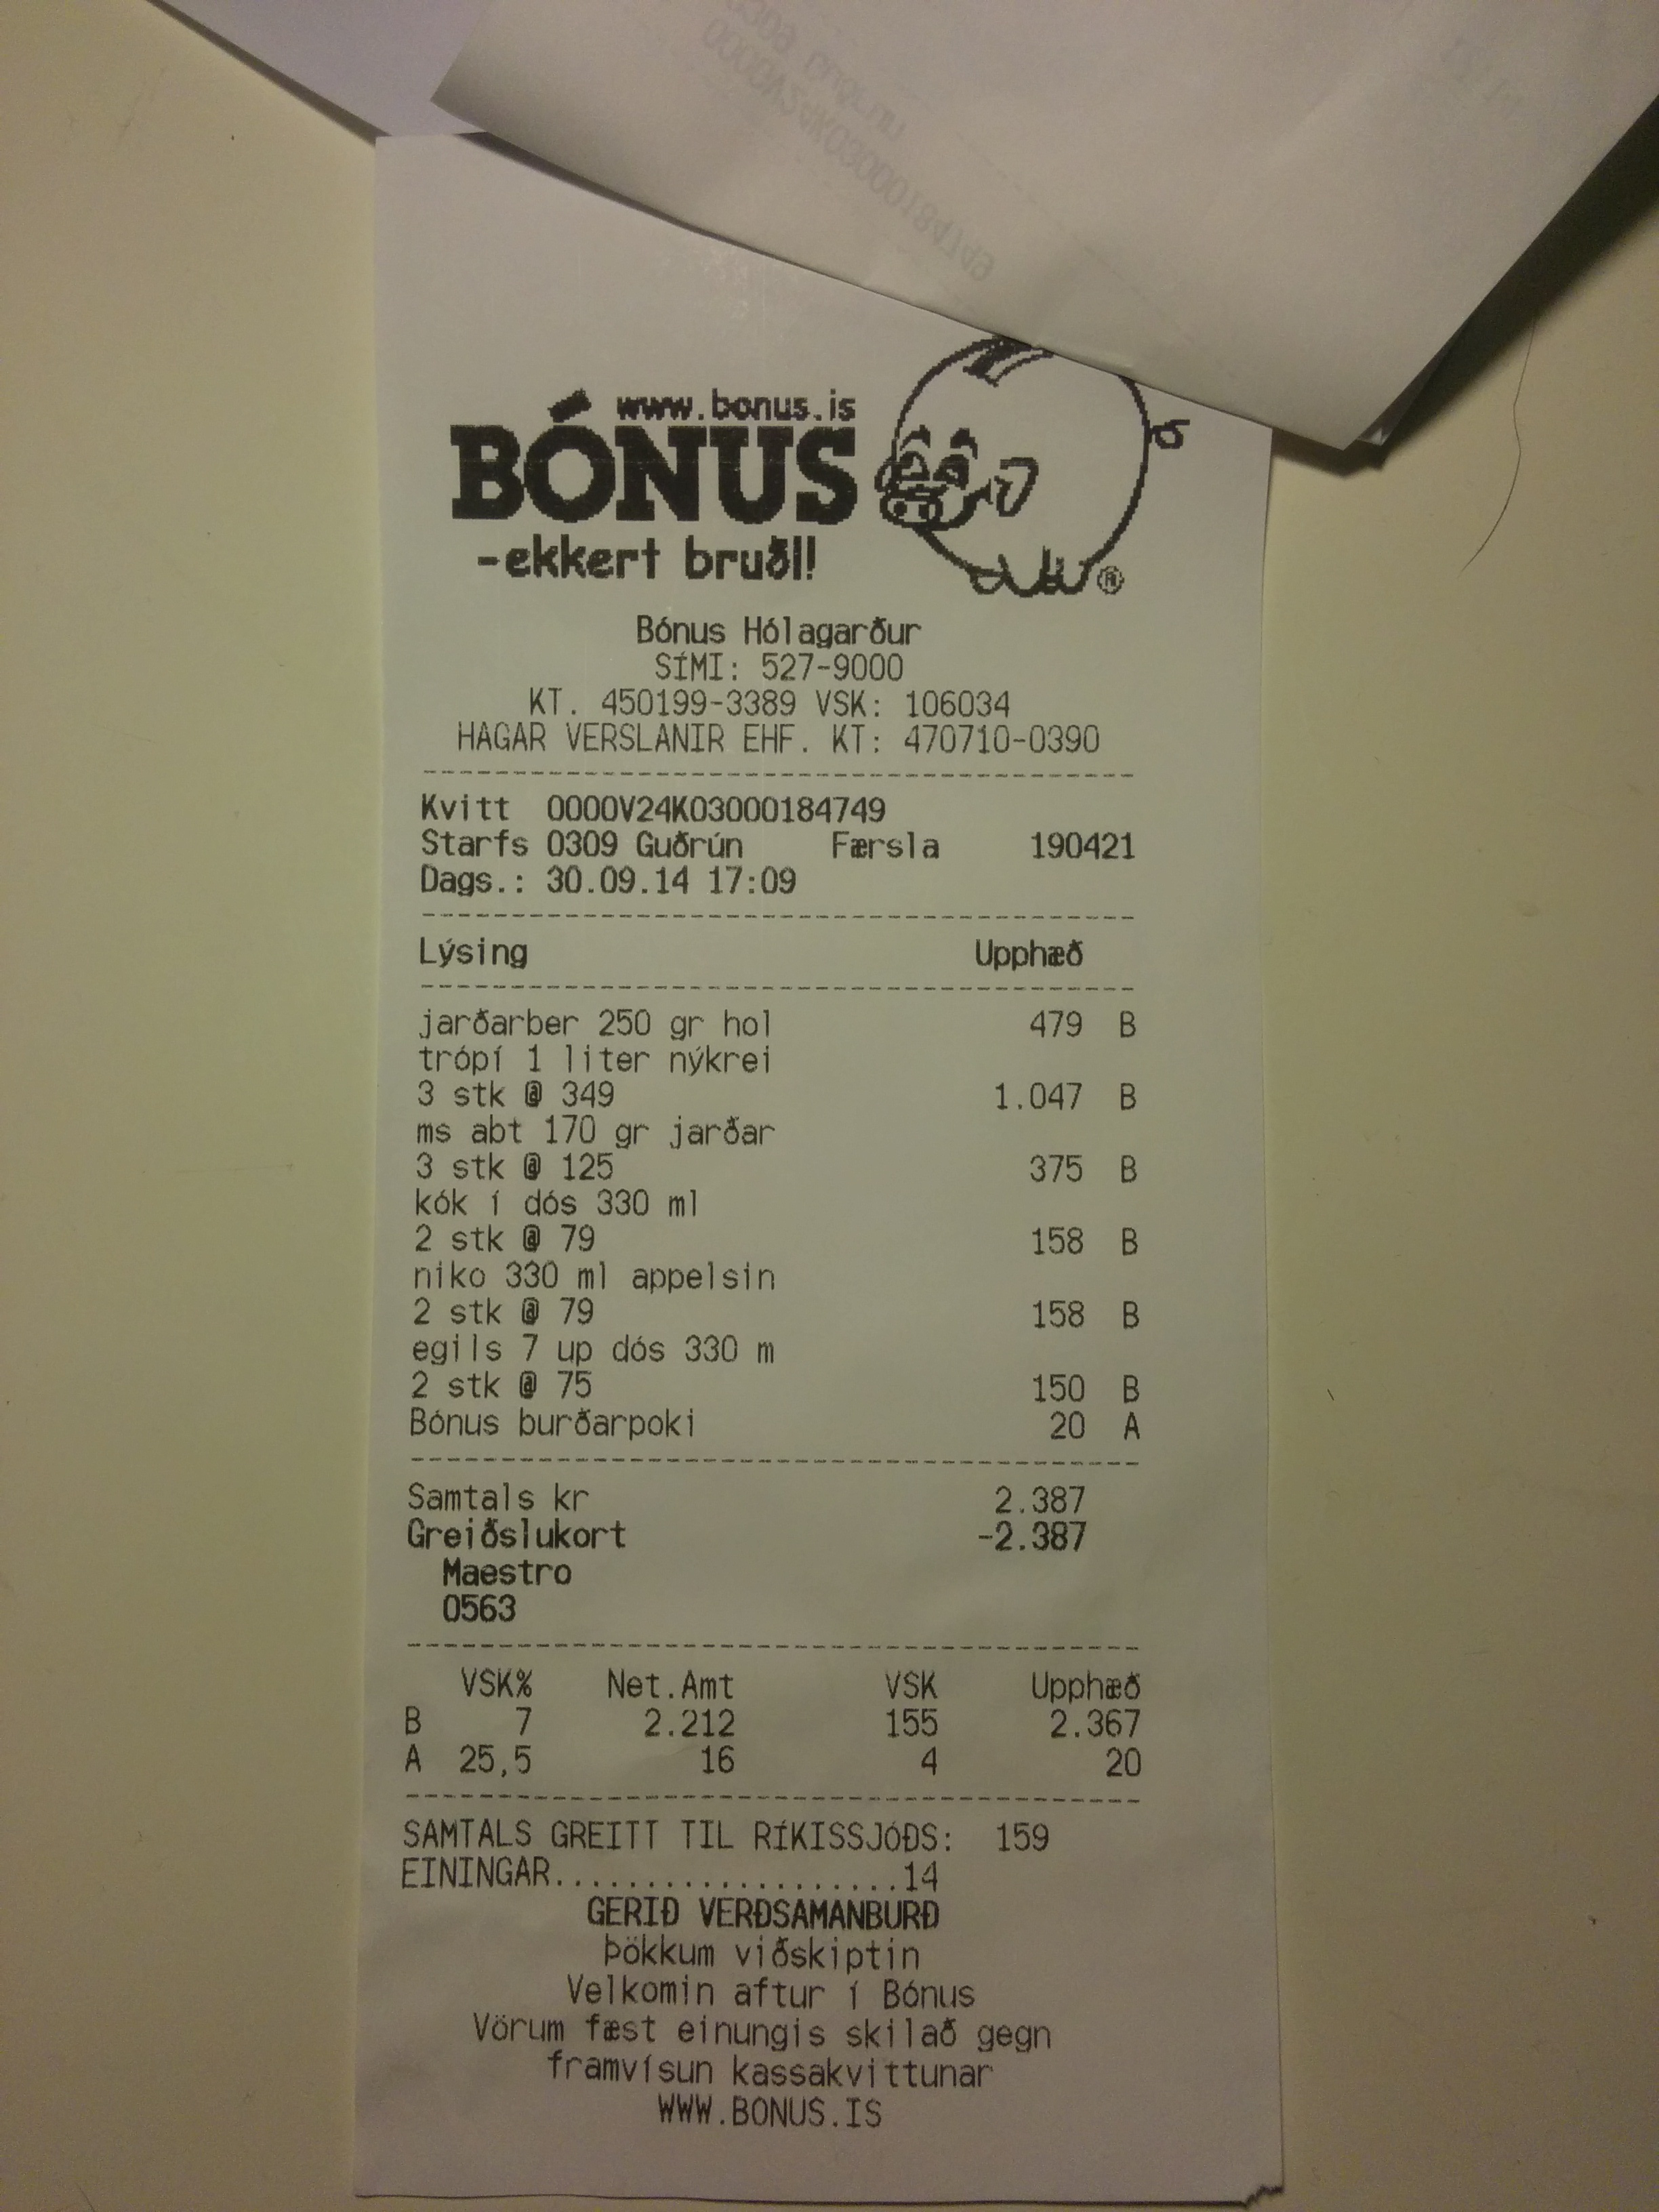 0000V24K03000184749
www.bonus.is
BÓNUS
-ekkert bruðl!
Bónus Hólagarður
SÍMI: 527-9000
KT. 450199-3389 VSK: 106034
HAGAR VERSLANIR EHF. KT: 470710-0390
Kvitt 0000V24K03000184749
Starfs 0309 Guðrún Færsla 190421
Dags.: 30.09.14 17:09
Lýsing Upphæð
jarðarber 250 gr hol 479 B
trópí 1 liter nýkrei
3 stk @ 349 1.047 B
ms abt 170 gr jarðar
3 stk @ 125 375 B
kók í dós 330 ml
2 stk @ 79 158 B
niko 330 ml appelsin
2 stk @ 79 158 B
egils 7 up dós 330 m
2 stk @ 75 150 B
Bónus burðarpoki 20 A
Samtals kr 2.387
Greiðslukort -2.387
Maestro
0563
VSK% Net.Amt VSK Upphæð
B 7 2.212 155 2.367
A 25,5 16 4 20
SAMTALS GREITT TIL RÍKISSJÓÐS: 159
EININGAR...................14
GERIÐ VERÐSAMANBURÐ
Þökkum viðskiptin
Velkomin aftur í Bónus
Vörum fæst einungis skilað gegn
framvísun kassakvittunar
WWW.BONUS.IS